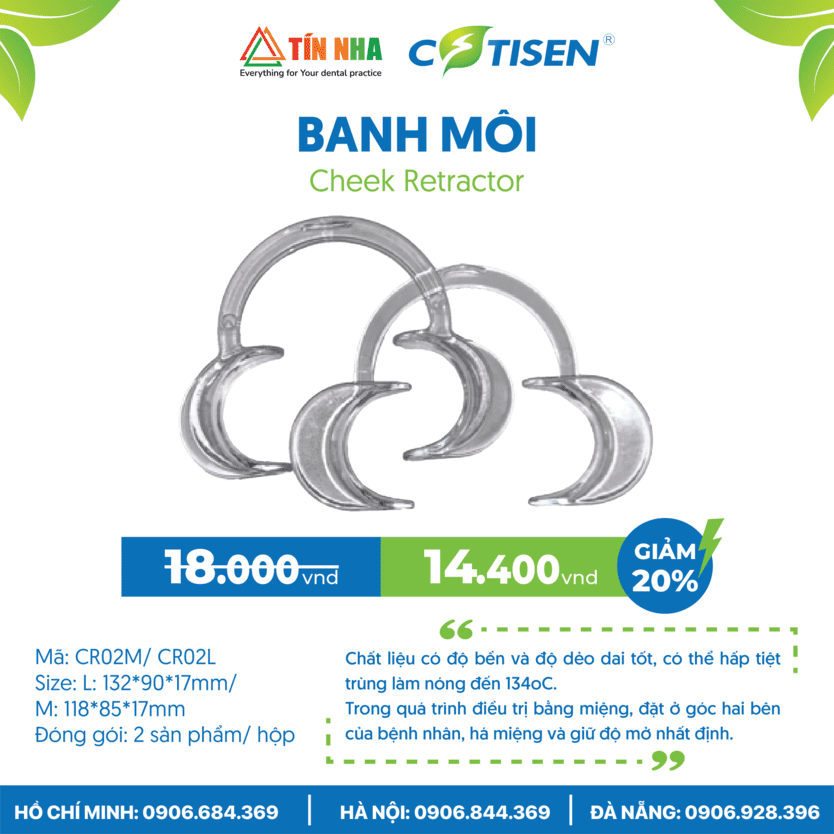 TÍN NHA
Everything for Your dental practice
COTISEN®
BANH MÔI
Cheek Retractor
18.000 vnd
14.400 vnd
GIẢM
20%
Mã: CR02M/ CR02L
Size: L: 132*90*17mm/
M: 118*85*17mm
Đóng gói: 2 sản phẩm/ hộp
Chất liệu có độ bền và độ dẻo dai tốt, có thể hấp tiệt
trùng làm nóng đến 134oC.
Trong quá trình điều trị bằng miệng, đặt ở góc hai bên
của bệnh nhân, há miệng và giữ độ mở nhất định.
HỒ CHÍ MINH: 0906.684.369 | HÀ NỘI: 0906.844.369 | ĐÀ NẴNG: 0906.928.396